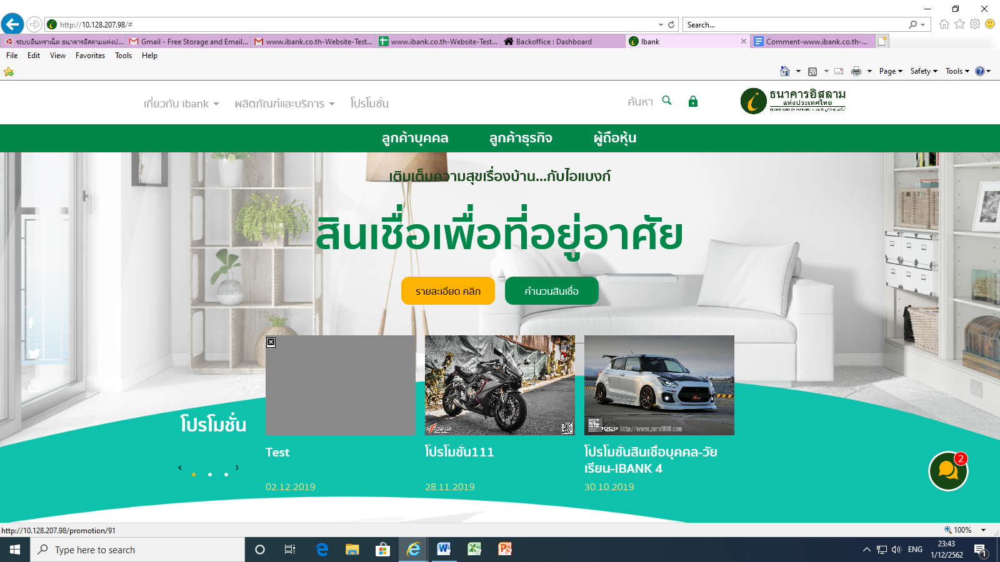 http://10.128.207.98/#
Search...
ระบบอินทราเน็ต ธนาคารอิสลามแห่งป...
Gmail - Free Storage and Email...
www.ibank.co.th-Website-Test...
www.ibank.co.th-Website-Test...
Backoffice : Dashboard
Ibank
Comment-www.ibank.co.th-...
File Edit View Favorites Tools Help
Page Safety Tools
เกี่ยวกับ ibank ผลิตภัณฑ์และบริการ โปรโมชั่น
ค้นหา
ธนาคารอิสลาม
แห่งประเทศไทย
ISLAMIC BANK OF THAILAND
ลูกค้าบุคคล ลูกค้าธุรกิจ ผู้ถือหุ้น
เติมเต็มความสุขเรื่องบ้าน...กับไอแบงก์
สินเชื่อเพื่อที่อยู่อาศัย
รายละเอียด คลิก คำนวนสินเชื่อ
http://www.zero1000.com
โปรโมชั่น
Test
02.12.2019
โปรโมชั่น111
28.11.2019
โปรโมชั่นสินเชื่อบุคคล-วัย
เรียน-IBANK 4
30.10.2019
2
http://10.128.207.98/promotion/91
100%
Type here to search
ENG
23:43
1/12/2562
1